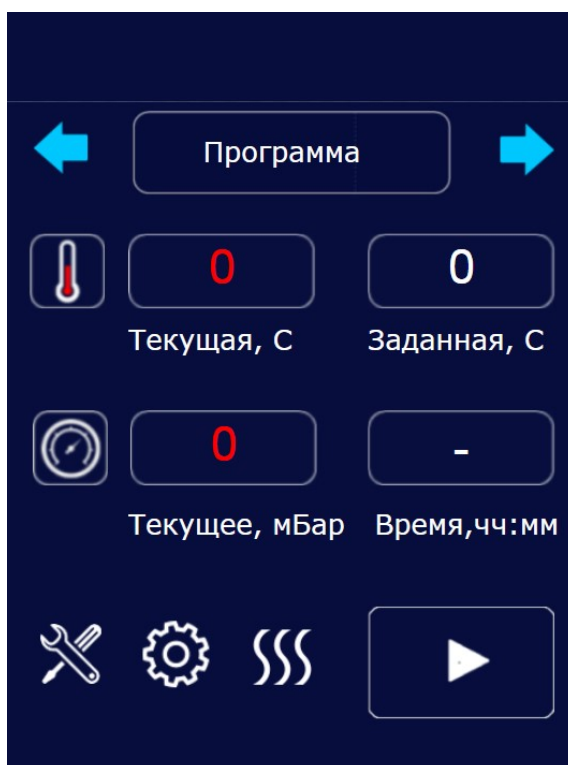 Программа
0 0
Текущая, С Заданная, С
0 -
Текущее, мБар Время,чч:мм